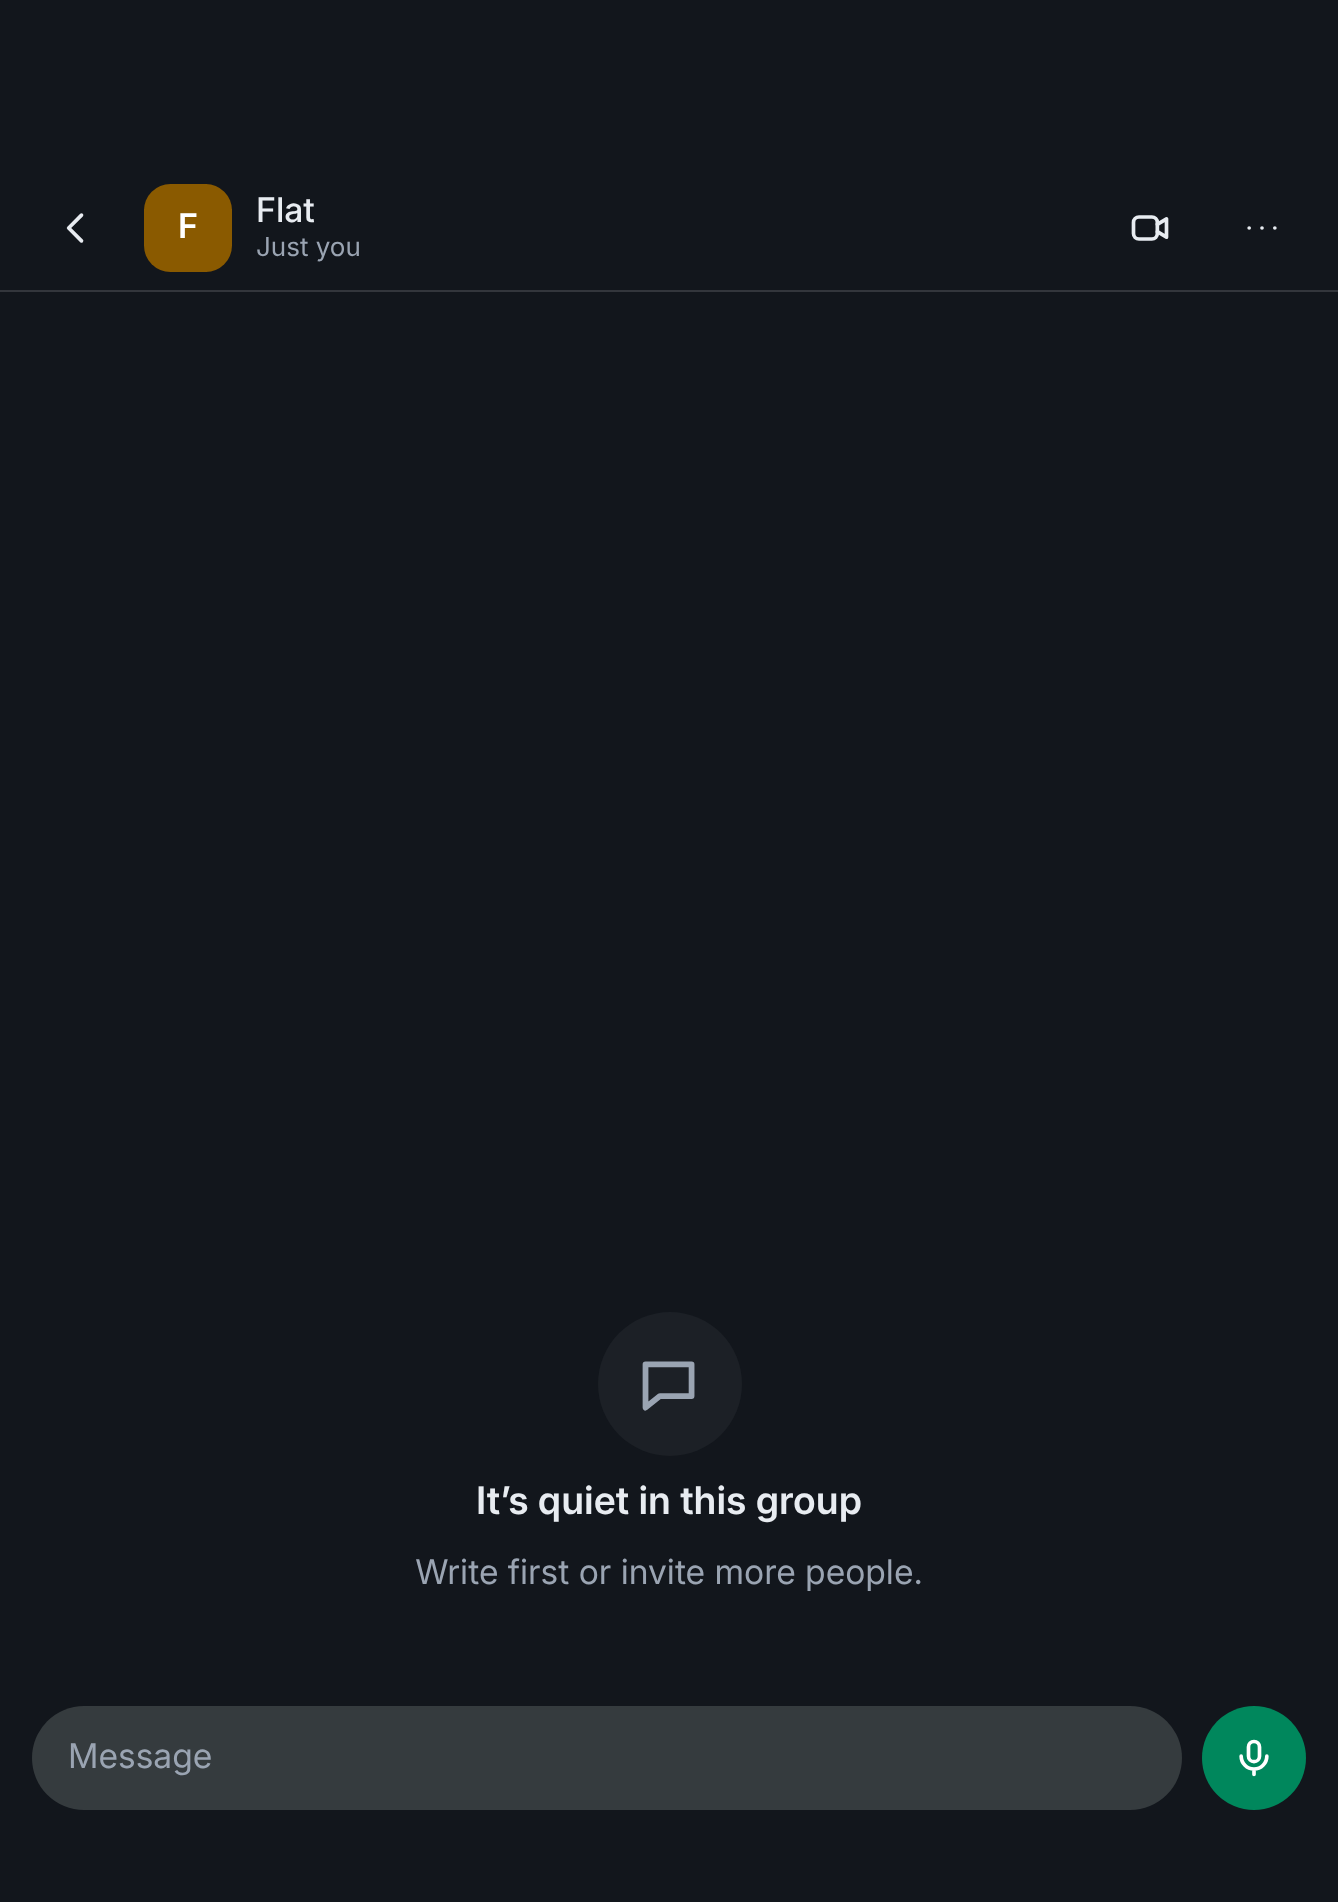 F
Flat
Just you
It’s quiet in this group
Write first or invite more people.
Message